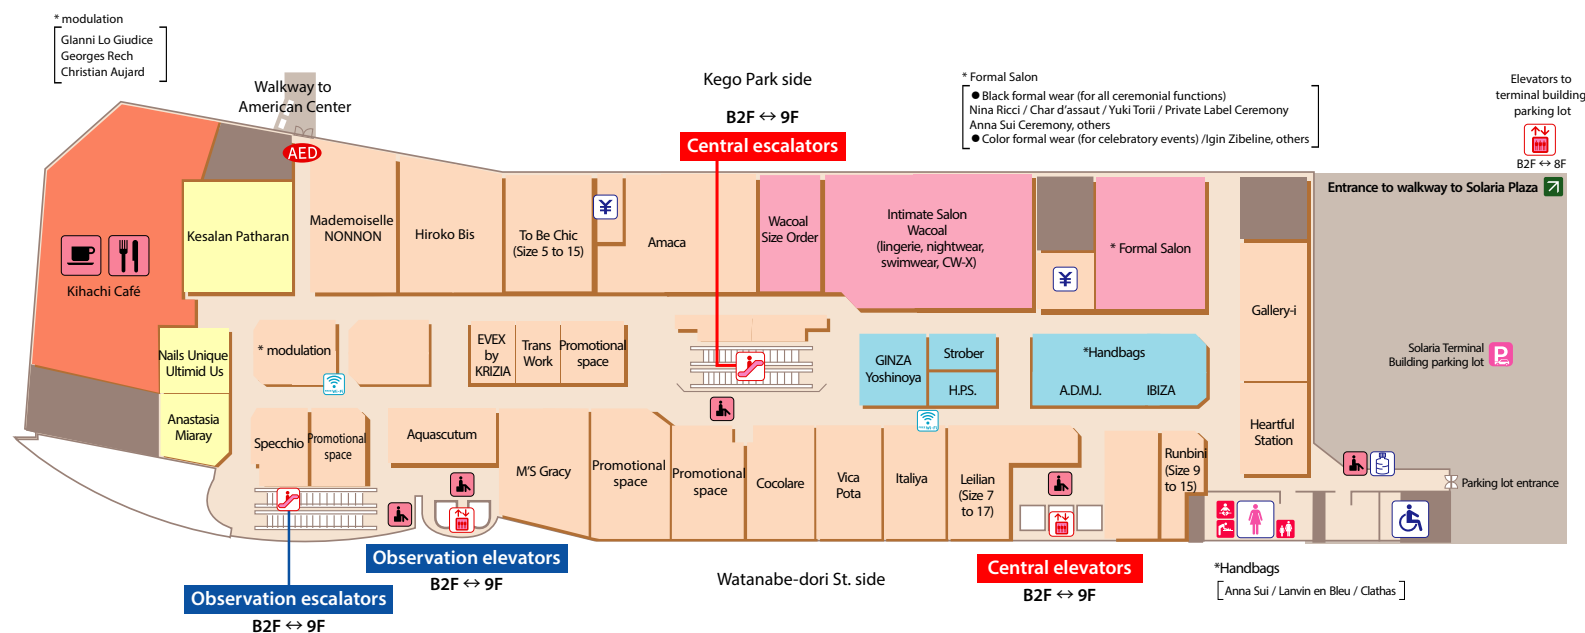 * modulation
GIanni Lo Giudice
Georges Rech
Christian Aujard
Walkway to
American Center
AED
Kego Park side
B2F ↔ 9F
Central escalators
* Formal Salon
● Black formal wear (for all ceremonial functions)
Nina Ricci / Char d’assaut / Yuki Torii / Private Label Ceremony
Anna Sui Ceremony, others
● Color formal wear (for celebratory events) /Igin Zibeline, others
Elevators to
terminal building
parking lot
B2F ↔ 8F
Entrance to walkway to Solaria Plaza
Kihachi Café
Kesalan Patharan
Mademoiselle
NONNON
Hiroko Bis
To Be Chic
(Size 5 to 15)
¥
Amaca
Wacoal
Size Order
Intimate Salon
Wacoal
(lingerie, nightwear,
swimwear, CW-X)
¥
* Formal Salon
Gallery-i
Nails Unique
Ultimid Us
* modulation
EVEX
by
KRIZIA
Trans
Work
Promotional
space
GINZA
Yoshinoya
Strober
H.P.S.
*Handbags
A.D.M.J.
IBIZA
Solaria Terminal
Building parking lot
P
Anastasia
Miaray
Specchio
Promotional
space
Aquascutum
M'S Gracy
Promotional
space
Promotional
space
Cocolare
Vica
Pota
Italiya
Leilian
(Size 7
to 17)
Runbini
(Size 9
to 15)
Heartful
Station
Parking lot entrance
Observation elevators
B2F ↔ 9F
Observation escalators
B2F ↔ 9F
Watanabe-dori St. side
Central elevators
B2F ↔ 9F
*Handbags
Anna Sui / Lanvin en Bleu / Clathas